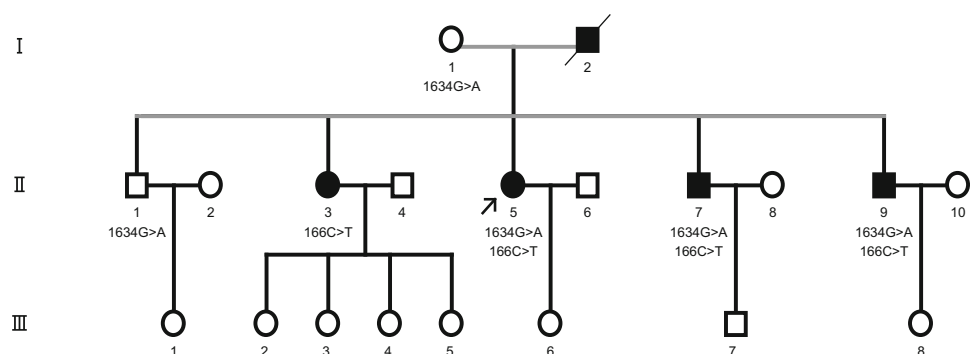 I
1 2
1634G>A
II
1 2 3 4 5 6 7 8 9 10
1634G>A 166C>T 1634G>A 1634G>A 1634G>A
166C>T 166C>T 166C>T
III
1 2 3 4 5 6 7 8